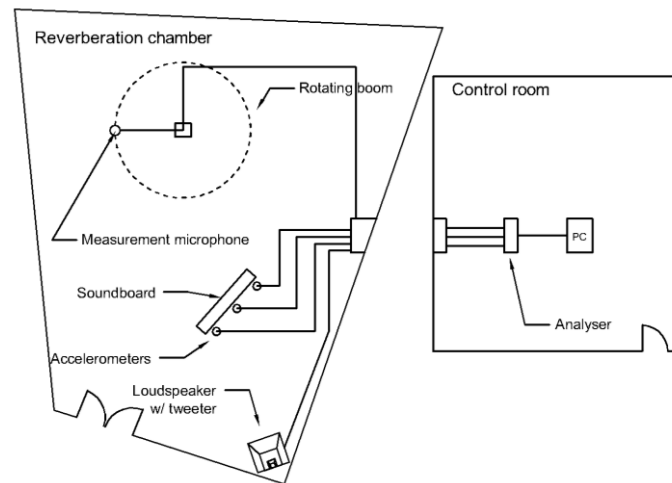 Reverberation chamber
Rotating boom
Control room
Measurement microphone
Soundboard
PC
Analyser
Accelerometers
Loudspeaker
w/ tweeter